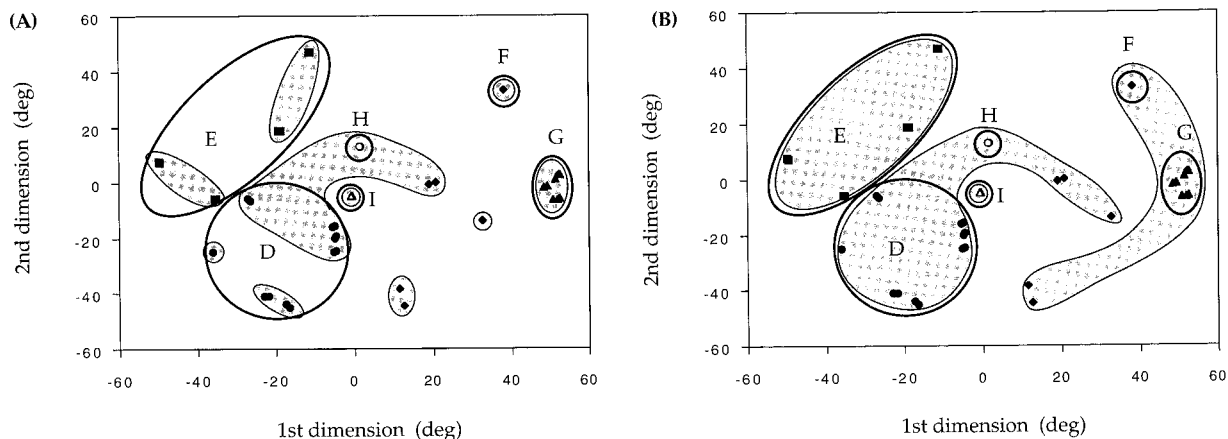 (A)
60
40
20
0
-20
-40
-60
2nd dimension (deg)
-60 -40 -20 0 20 40 60
1st dimension (deg)
E
D
H
I
F
G
(B)
60
40
20
0
-20
-40
-60
2nd dimension (deg)
-60 -40 -20 0 20 40 60
1st dimension (deg)
E
D
H
I
F
G